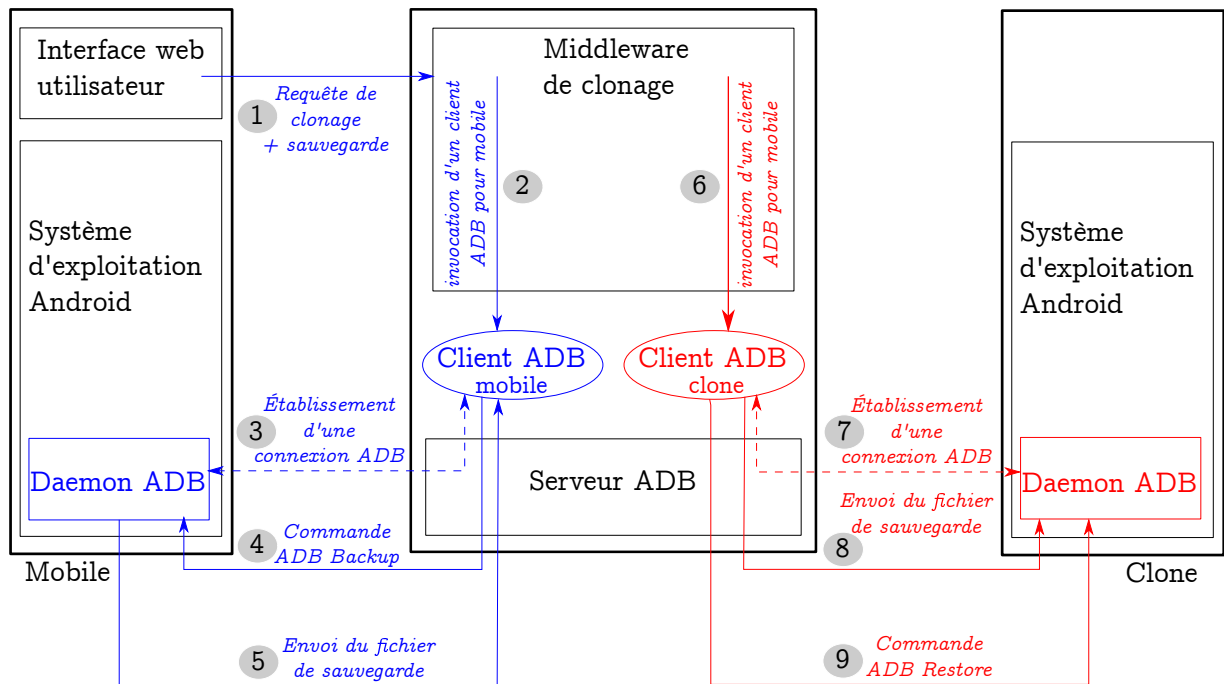 Interface web
utilisateur
Middleware
de clonage
1
Requête de
clonage
+ sauvegarde
invocation d'un client
ADB pour mobile
2
6
invocation d'un client
ADB pour mobile
Système
d'exploitation
Android
Système
d'exploitation
Android
Client ADB
mobile
Client ADB
clone
3
Établissement
d'une
connexion ADB
7
Établissement
d'une
connexion ADB
Daemon ADB
Serveur ADB
Daemon ADB
4
Commande
ADB Backup
Envoi du fichier
de sauvegarde
8
Mobile
Clone
5
Envoi du fichier
de sauvegarde
9
Commande
ADB Restore